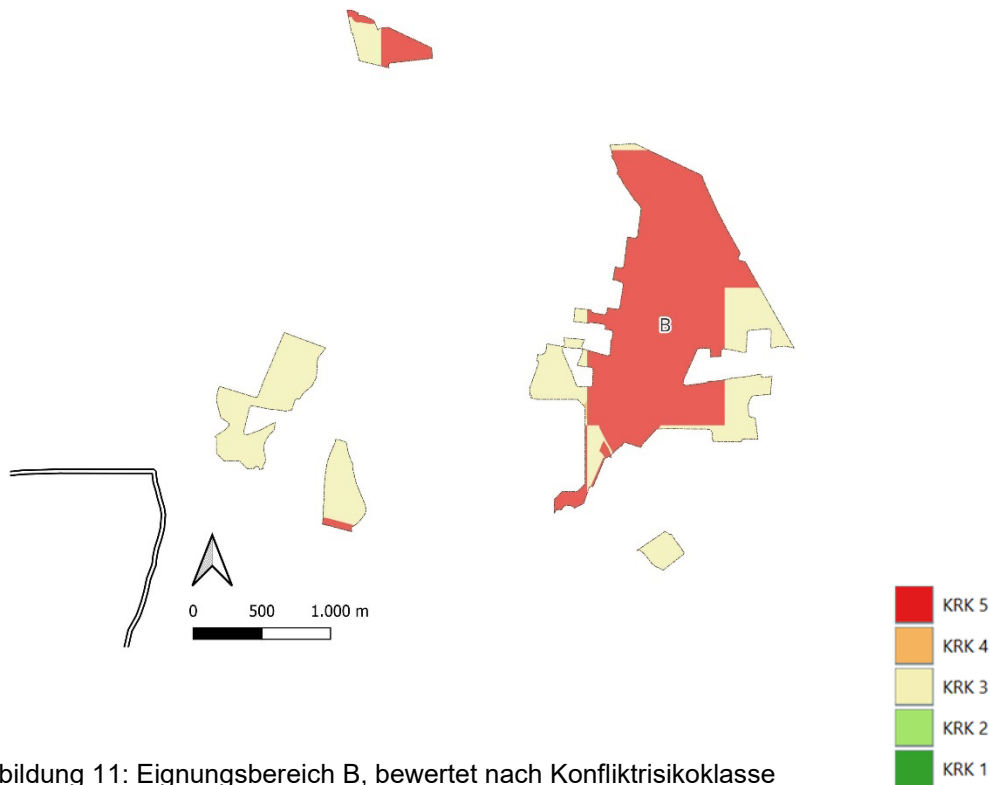 B
0 500 1.000 m
KRK 5
KRK 4
KRK 3
KRK 2
KRK 1
bildung 11: Eignungsbereich B, bewertet nach Konfliktrisikoklasse